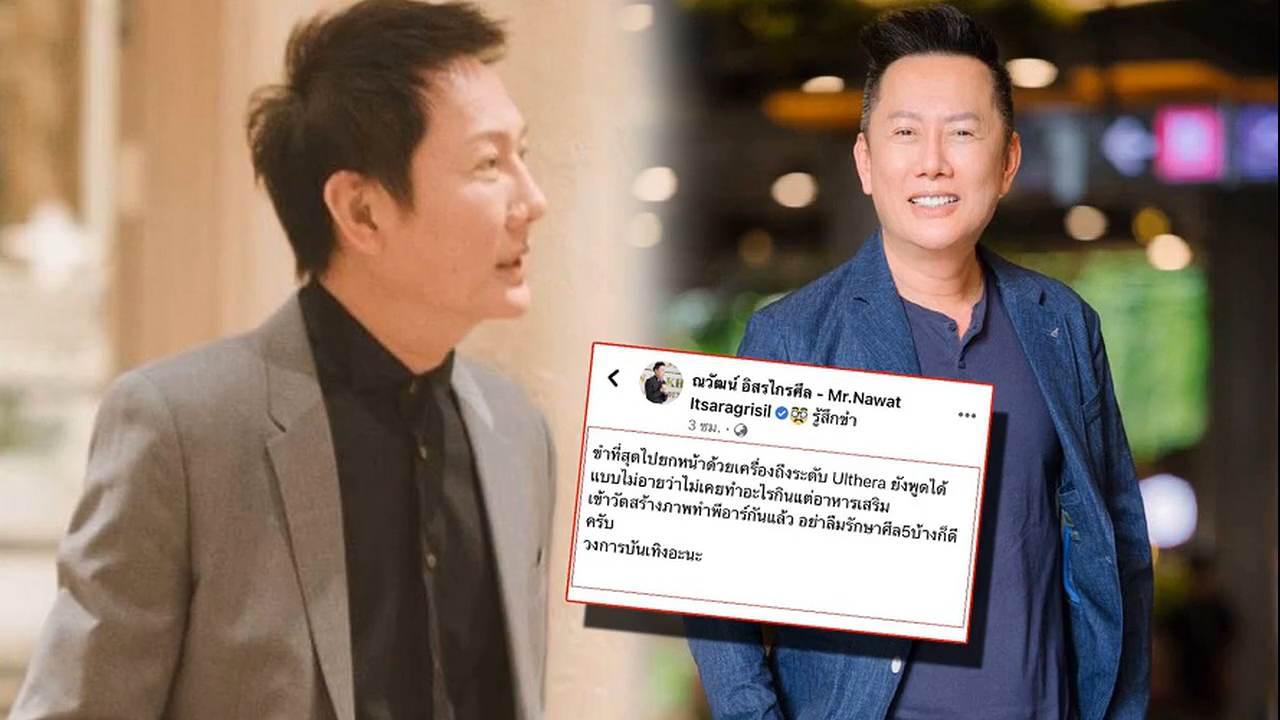 ณวัฒน์ อิสรไกรศีล - Mr.Nawat
Itsaragrisil รู้สึกขำ
3 ชม. ·
ขำที่สุดไปยกหน้าด้วยเครื่องถึงระดับ Ulthera ยังพูดได้
แบบไม่อายว่าไม่เคยทำอะไรกินแต่อาหารเสริม
เข้าวัดสร้างภาพทำพีอาร์กันแล้ว อย่าลืมรักษาศีล5บ้างก็ดี
ครับ
วงการบันเทิงอะนะ